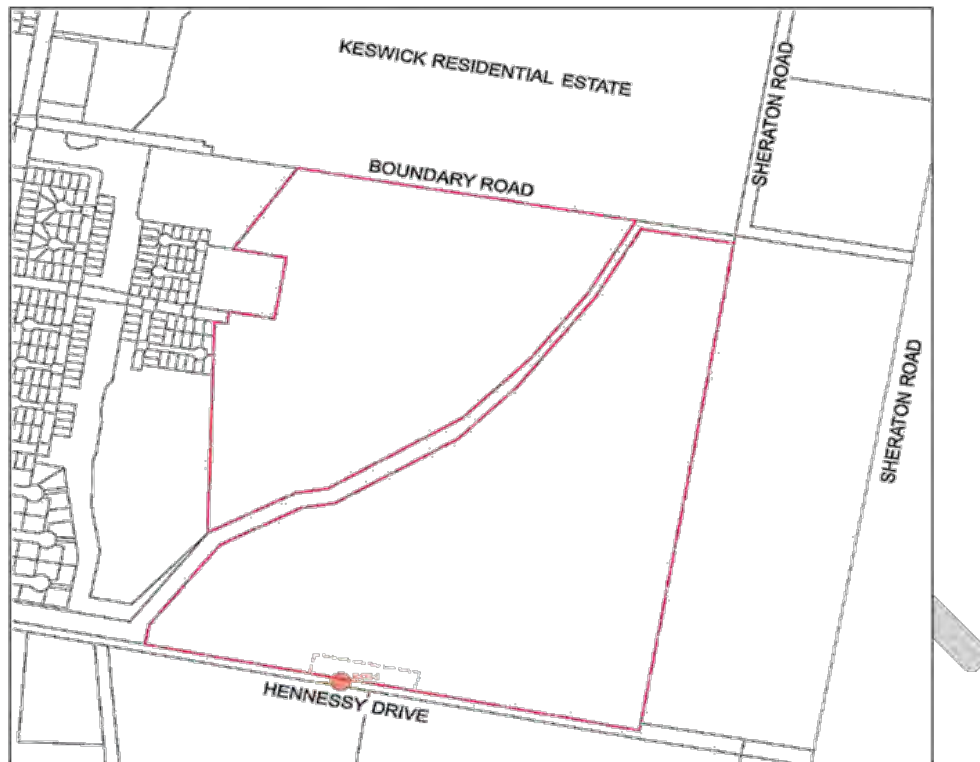 KESWICK RESIDENTIAL ESTATE
SHERATON ROAD
BOUNDARY ROAD
SHERATON ROAD
HENNESSY DRIVE